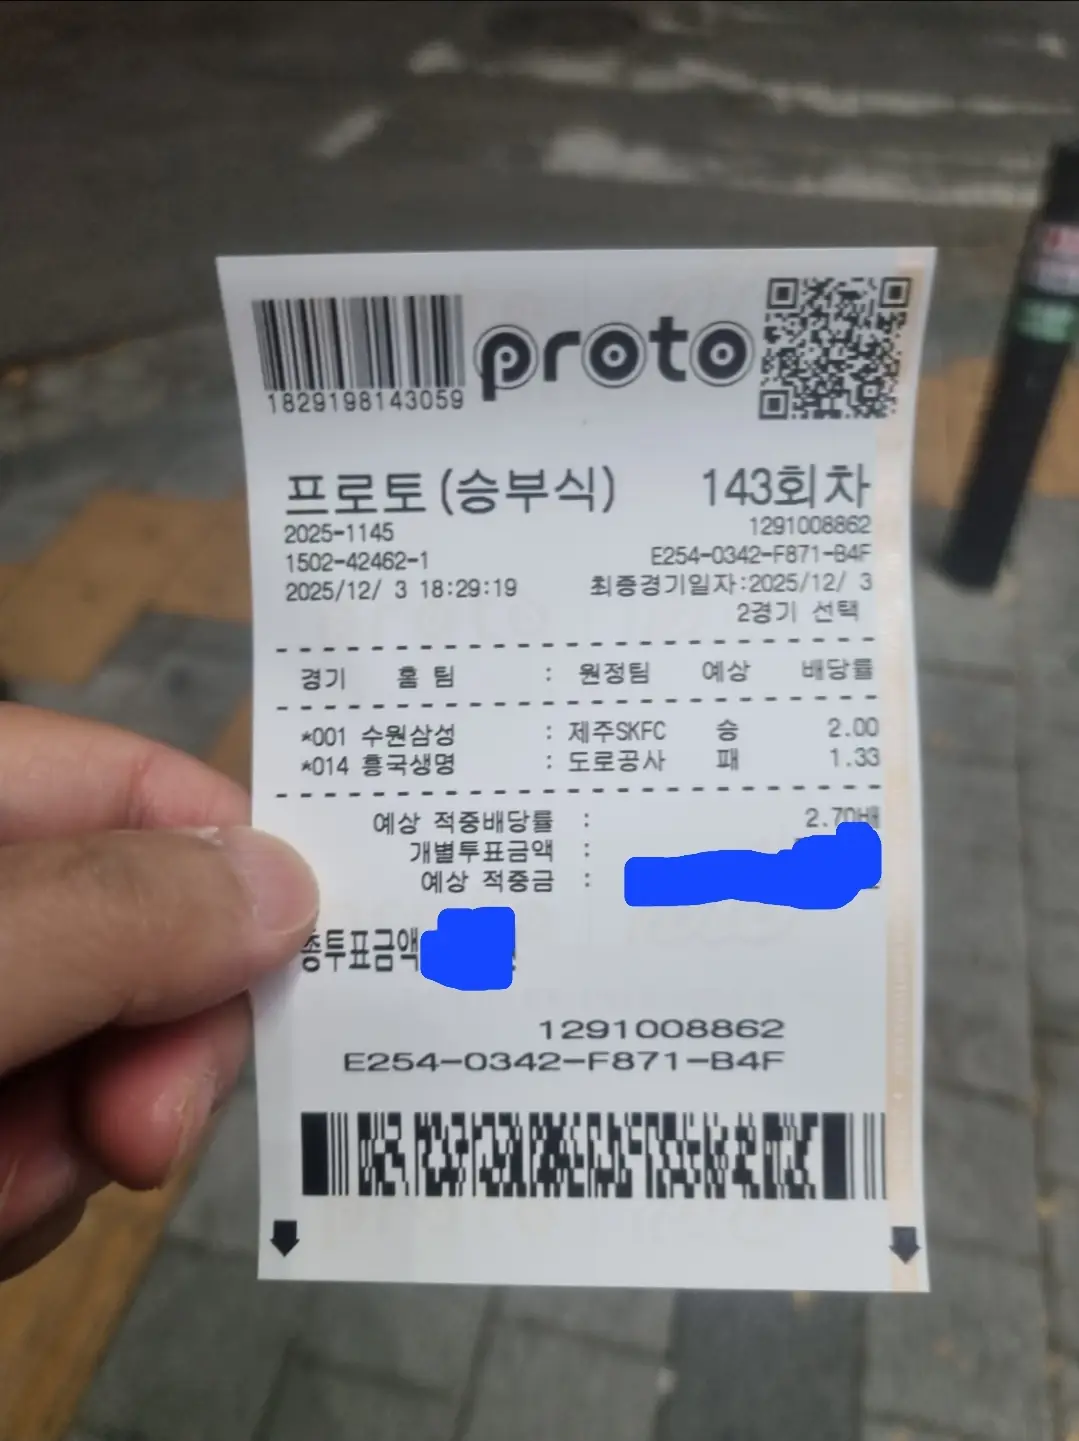 1829198143059
proto
프로토(승부식) 143회차
2025-1145 1291008862
1502-42462-1 E254-0342-F871-B4F
2025/12/ 3 18:29:19 최종경기일자:2025/12/ 3
2경기 선택
경기 홈 팀 : 원정팀 예상 배당률
*001 수원삼성 : 제주SKFC 승 2.00
*014 흥국생명 : 도로공사 패 1.33
예상 적중배당률 : 2.70배
개별투표금액 :
예상 적중금 :
총투표금액
1291008862
E254-0342-F871-B4F